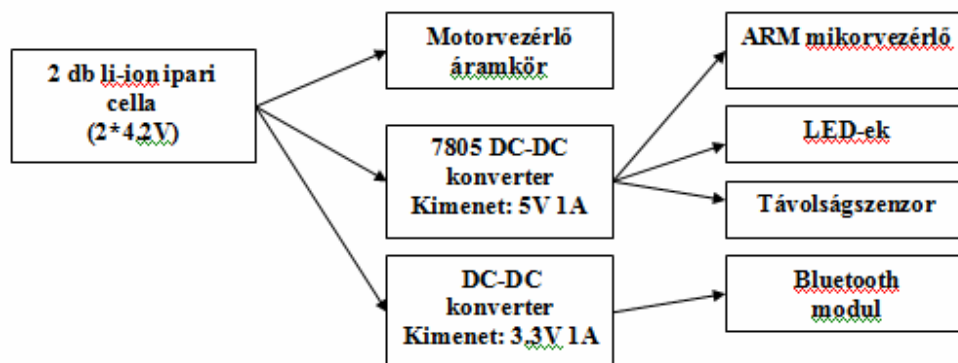 2 db li-ion ipari
cella
(2*4,2V)
Motorvezérlő
áramkör
7805 DC-DC
konverter
Kimenet: 5V 1A
DC-DC
konverter
Kimenet: 3,3V 1A
ARM mikorvezérlő
LED-ek
Távolságszenzor
Bluetooth
modul